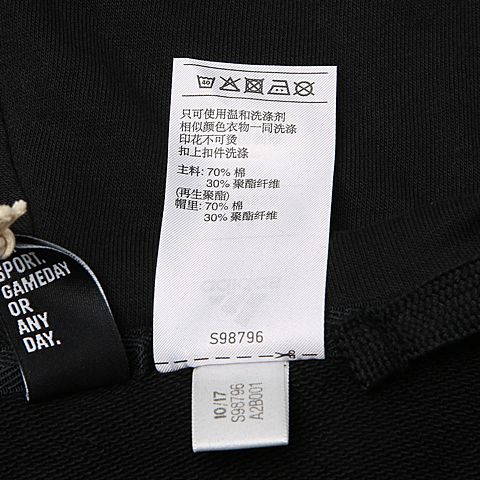 40
只可使用温和洗涤剂
相似颜色衣物一同洗涤
印花不可烫
扣上扣件洗涤
主料: 70% 棉
30% 聚酯纤维
(再生聚酯)
帽里: 70% 棉
30% 聚酯纤维
adidas
S98796
10/17
S98796
A2B001
SPORT.
GAMEDAY
OR
ANY
DAY.